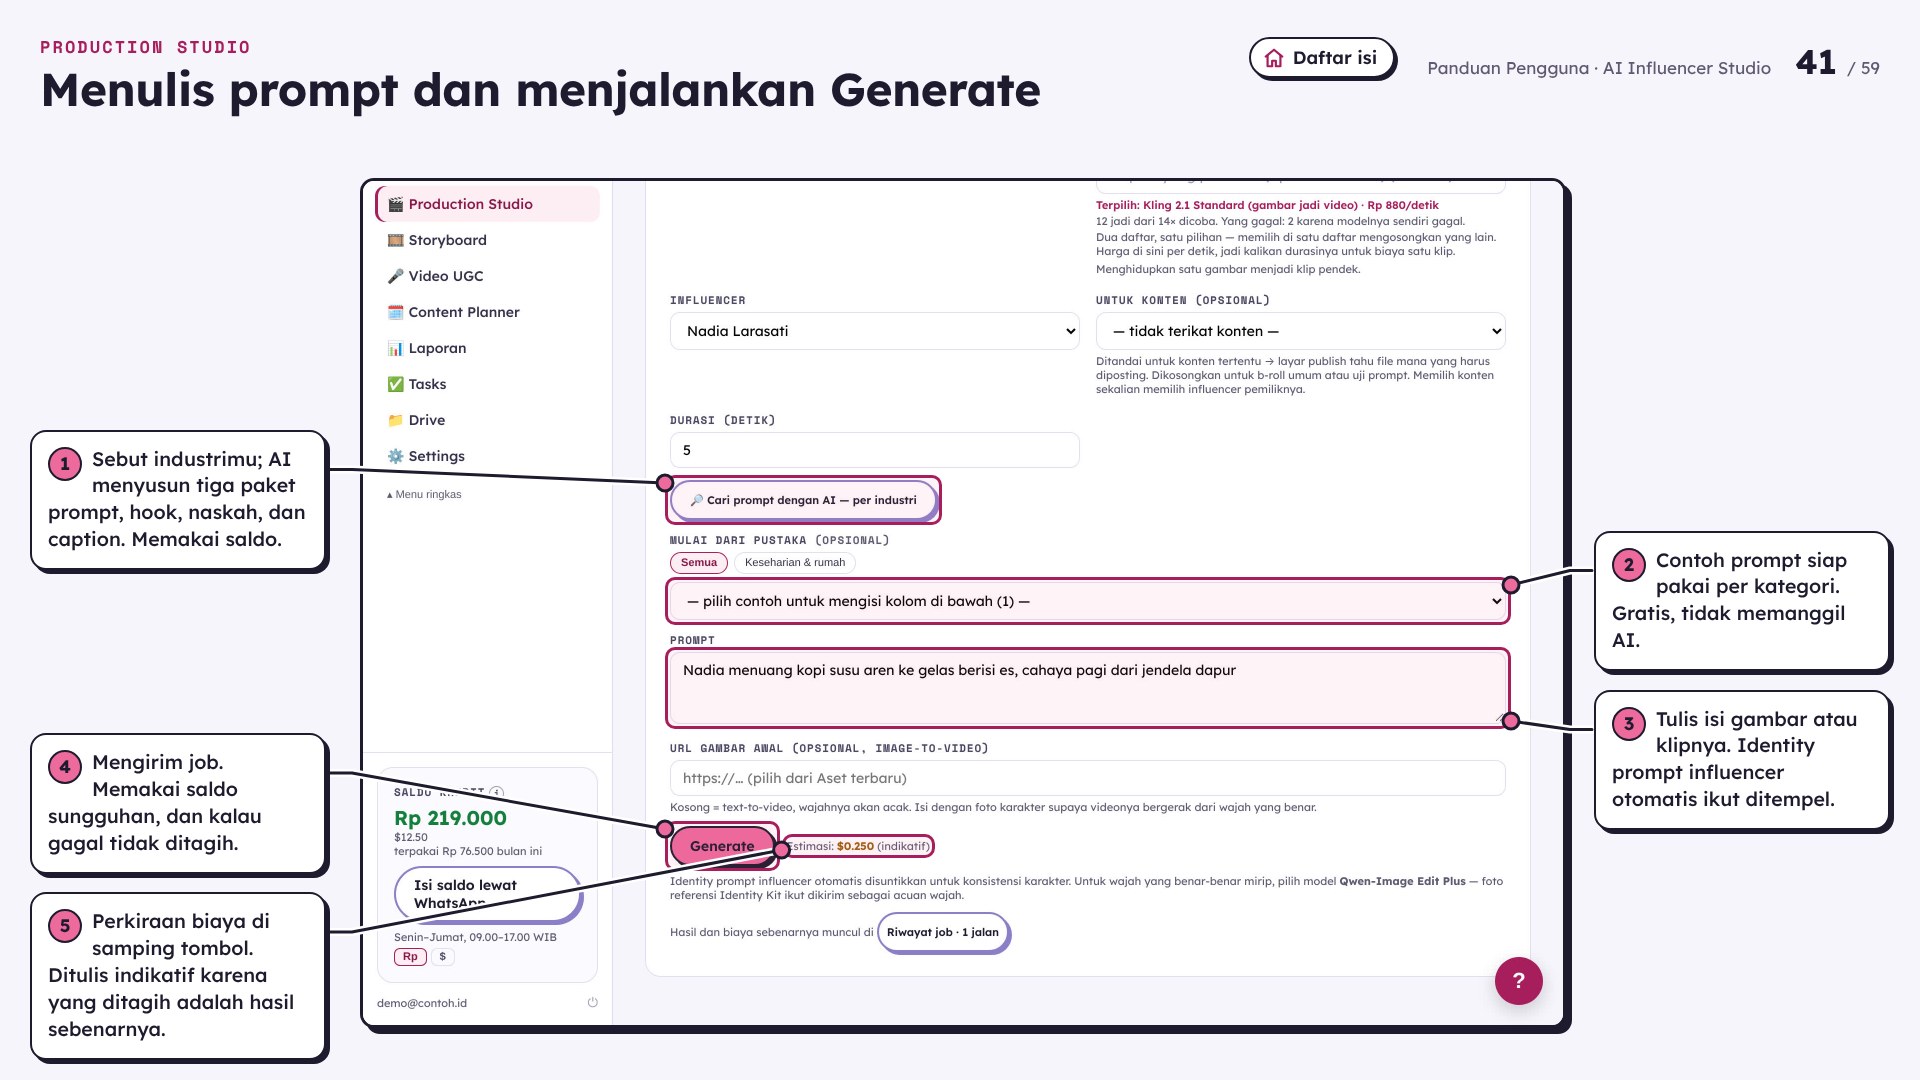 PRODUCTION STUDIO
Menulis prompt dan menjalankan Generate
Daftar isi
Panduan Pengguna · AI Influencer Studio
41 / 59
Production Studio
Storyboard
Video UGC
Content Planner
Laporan
Tasks
Drive
Settings
▴ Menu ringkas
Rp 219.000
$12.50
terpakai Rp 76.500 bulan ini
Isi saldo lewat
WhatsApp
Senin–Jumat, 09.00–17.00 WIB
Rp
$
demo@contoh.id
Terpilih: Kling 2.1 Standard (gambar jadi video) · Rp 880/detik
12 jadi dari 14× dicoba. Yang gagal: 2 karena modelnya sendiri gagal.
Dua daftar, satu pilihan — memilih di satu daftar mengosongkan yang lain.
Harga di sini per detik, jadi kalikan durasinya untuk biaya satu klip.
Menghidupkan satu gambar menjadi klip pendek.
INFLUENCER
Nadia Larasati
UNTUK KONTEN (OPSIONAL)
— tidak terikat konten —
Ditandai untuk konten tertentu → layar publish tahu file mana yang harus
diposting. Dikosongkan untuk b-roll umum atau uji prompt. Memilih konten
sekalian memilih influencer pemiliknya.
DURASI (DETIK)
5
Cari prompt dengan AI — per industri
MULAI DARI PUSTAKA (OPSIONAL)
Semua
Keseharian & rumah
— pilih contoh untuk mengisi kolom di bawah (1) —
PROMPT
Nadia menuang kopi susu aren ke gelas berisi es, cahaya pagi dari jendela dapur
URL GAMBAR AWAL (OPSIONAL, IMAGE-TO-VIDEO)
https://… (pilih dari Aset terbaru)
Kosong = text-to-video, wajahnya akan acak. Isi dengan foto karakter supaya videonya bergerak dari wajah yang benar.
Generate
Estimasi: $0.250 (indikatif)
Identity prompt influencer otomatis disuntikkan untuk konsistensi karakter. Untuk wajah yang benar-benar mirip, pilih model Qwen-Image Edit Plus — foto
referensi Identity Kit ikut dikirim sebagai acuan wajah.
Hasil dan biaya sebenarnya muncul di Riwayat job · 1 jalan
?
1 Sebut industrimu; AI
menyusun tiga paket
prompt, hook, naskah, dan
caption. Memakai saldo.
2 Contoh prompt siap
pakai per kategori.
Gratis, tidak memanggil
AI.
3 Tulis isi gambar atau
klipnya. Identity
prompt influencer
otomatis ikut ditempel.
4 Mengirim job.
Memakai saldo
sungguhan, dan kalau
gagal tidak ditagih.
5 Perkiraan biaya di
samping tombol.
Ditulis indikatif karena
yang ditagih adalah hasil
sebenarnya.